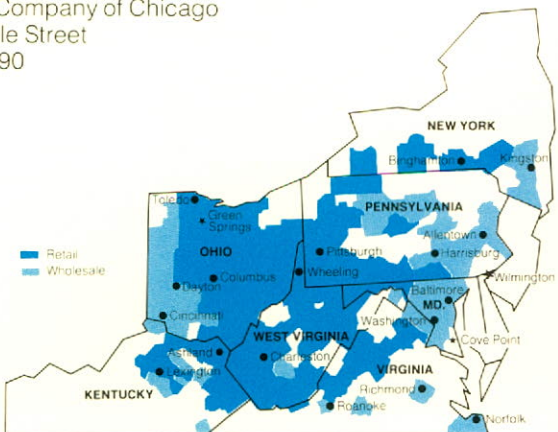 Company of Chicago
le Street
90
NEW YORK
Binghamton
Kingston
PENNSYLVANIA
Toledo
Green
Springs
Allentown
OHIO
Pittsburgh
Harrisburg
Retail
Wholesale
Columbus
Wheeling
Wilmington
Dayton
Baltimore
MD.
Cincinnati
Washington
WEST VIRGINIA
Cove Point
Ashland
Charleston
Lexington
VIRGINIA
KENTUCKY
Richmond
Roanoke
Norfolk